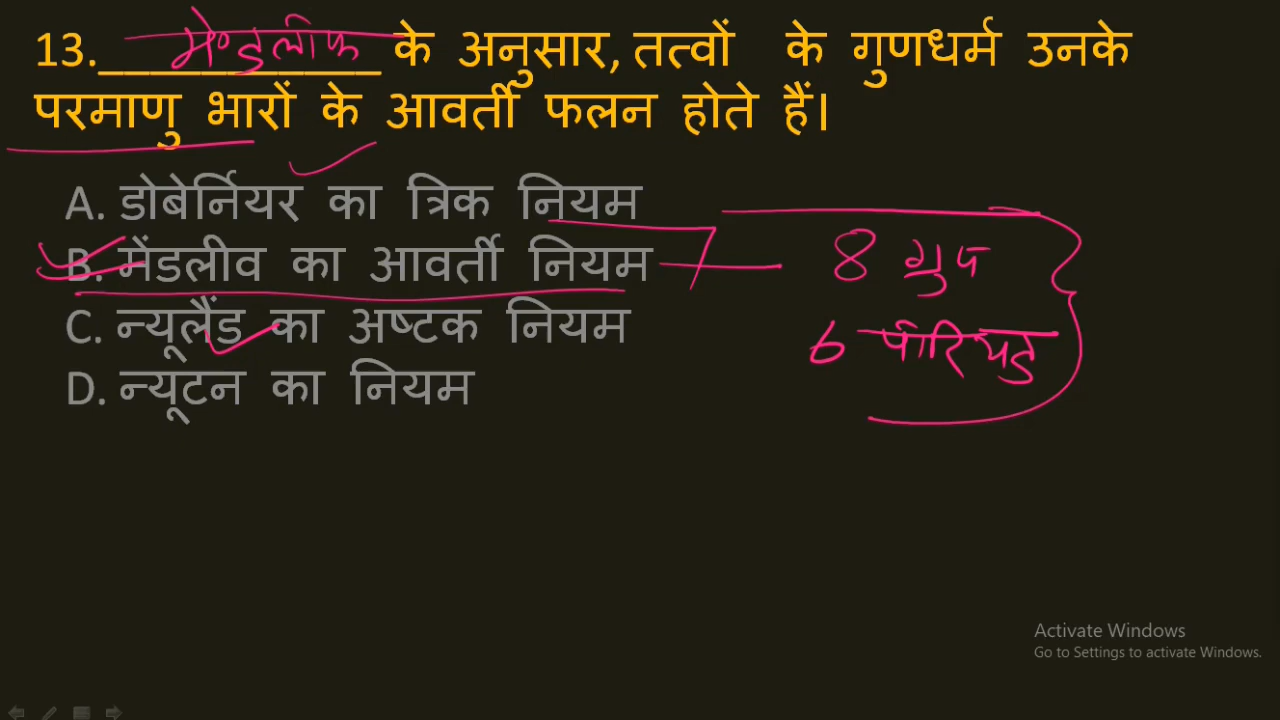 13. मेण्डलीफ के अनुसार, तत्वों के गुणधर्म उनके
परमाणु भारों के आवर्ती फलन होते हैं।
A. डोबेर्नियर का त्रिक नियम
B. मेंडलीव का आवर्ती नियम
C. न्यूलैंड का अष्टक नियम
D. न्यूटन का नियम
8 ग्रुप
6 पीरियड
Activate Windows
Go to Settings to activate Windows.